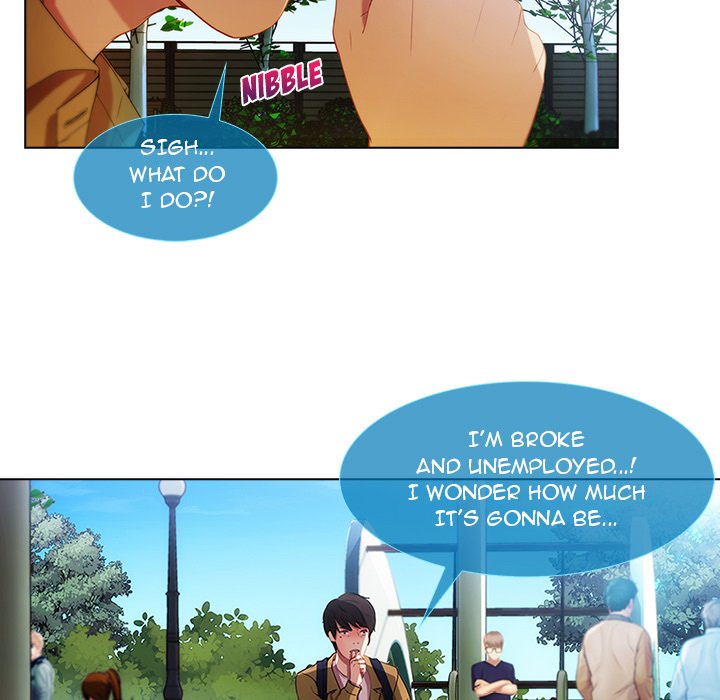 NIBBLE
SIGH...
WHAT DO
I DO?!
I'M BROKE
AND UNEMPLOYED...!
I WONDER HOW MUCH
IT'S GONNA BE...